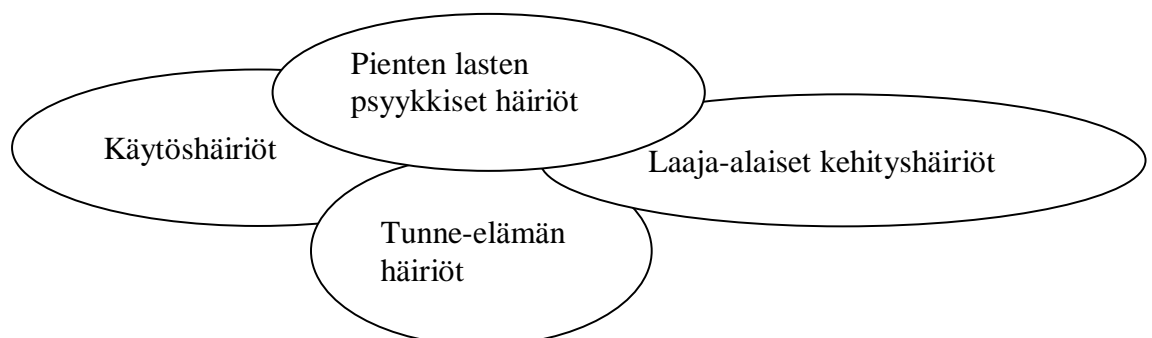 Pienten lasten
psyykkiset häiriöt
Käytöshäiriöt
Laaja-alaiset kehityshäiriöt
Tunne-elämän
häiriöt